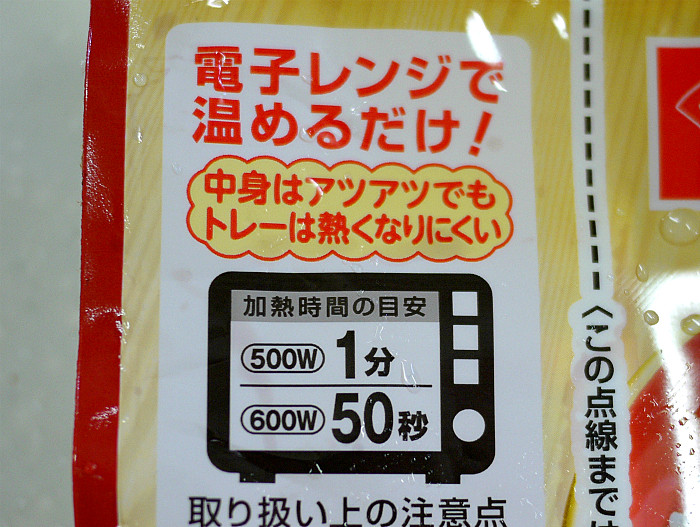 電子レンジで
温めるだけ!
中身はアツアツでも
トレーは熱くなりにくい
加熱時間の目安
500W 1分
600W 50秒
取り扱い上の注意点
〈この点線まで